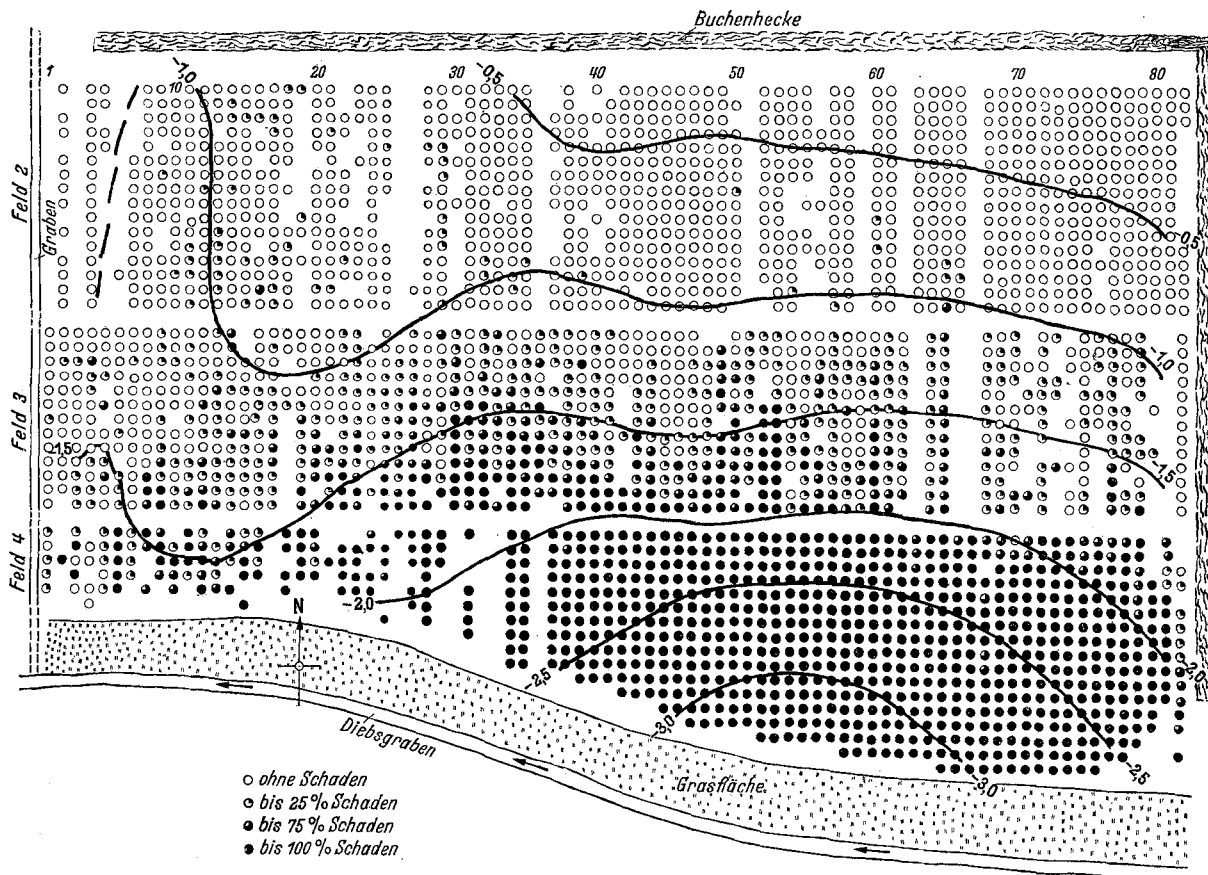 Buchenhecke
1
10
20
30
40
50
60
70
80
-1,0
-0,5
Feld 2
Graben
-0,5
-1,0
Feld 3
-1,5
-1,5
Feld 4
N
-2,0
-2,0
-2,5
-3,0
-2,5
-3,0
Diebsgraben
Grasfläche
○ ohne Schaden
bis 25 % Schaden
bis 75 % Schaden
● bis 100 % Schaden